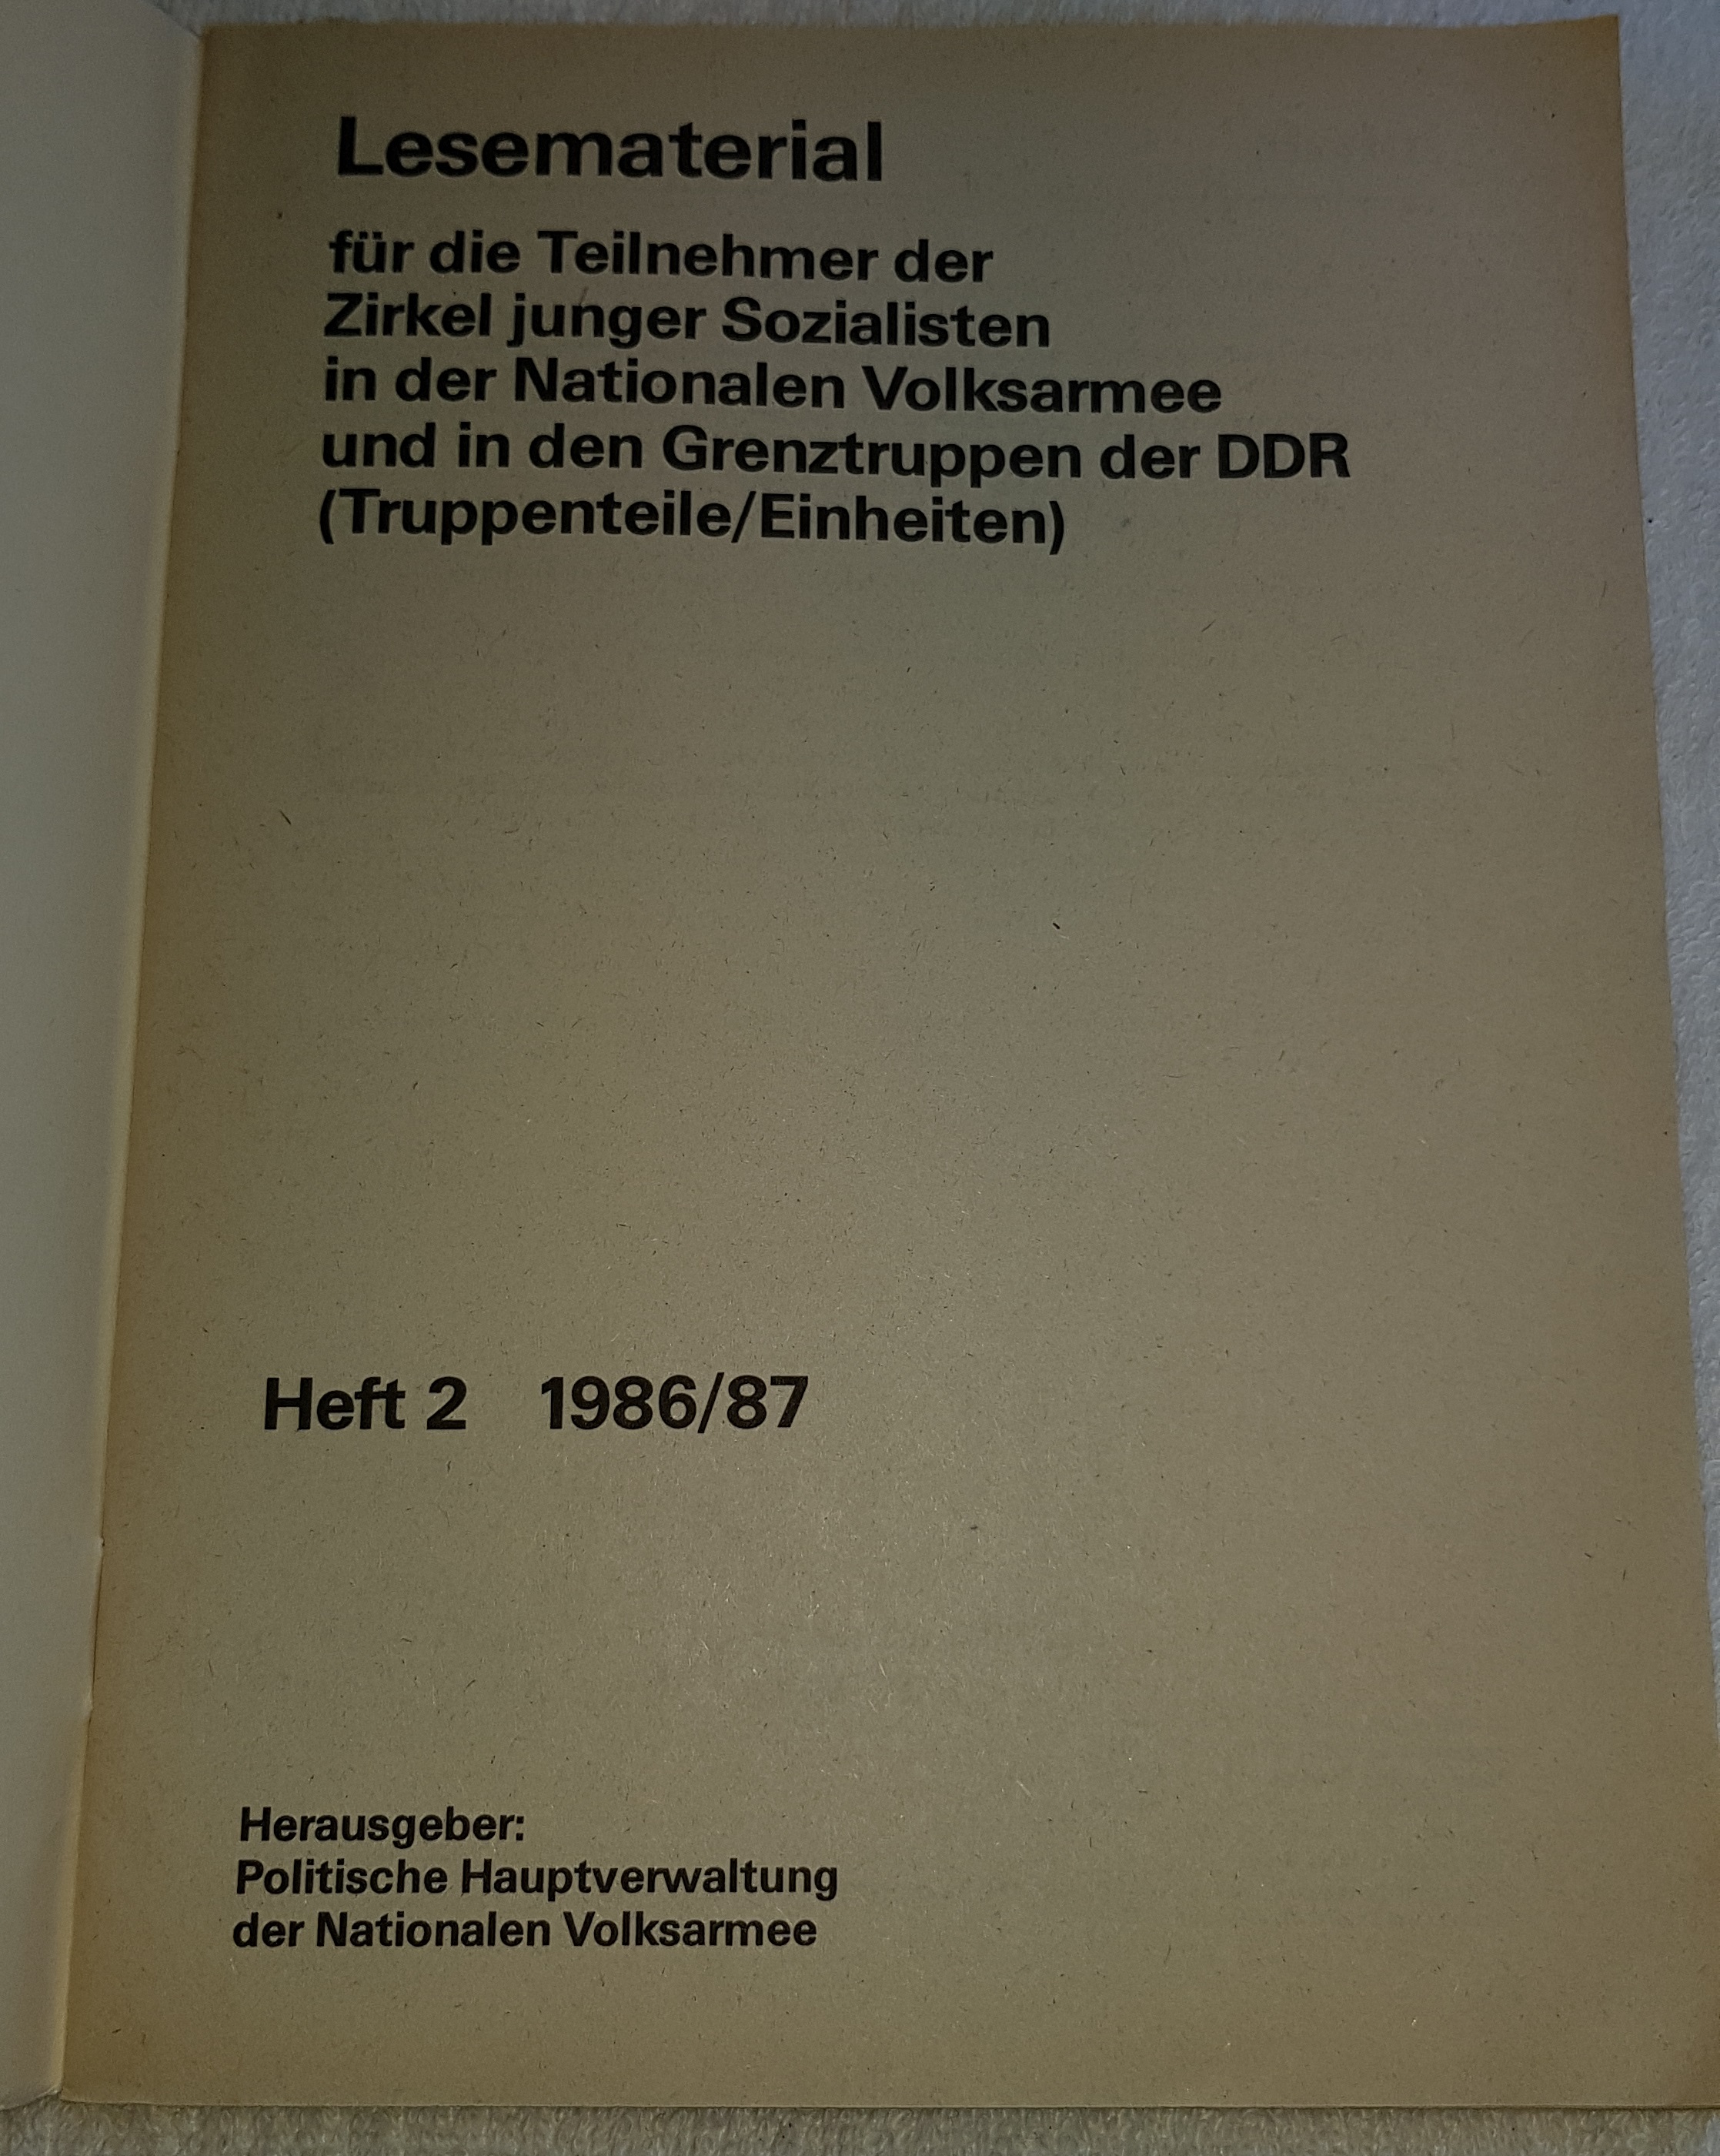 Lesematerial
für die Teilnehmer der
Zirkel junger Sozialisten
in der Nationalen Volksarmee
und in den Grenztruppen der DDR
(Truppenteile/Einheiten)
Heft 2 1986/87
Herausgeber:
Politische Hauptverwaltung
der Nationalen Volksarmee